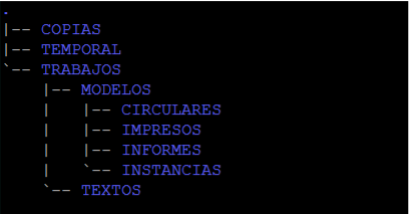 .
|-- COPIAS
|-- TEMPORAL
`-- TRABAJOS
    |-- MODELOS
    |   |-- CIRCULARES
    |   |-- IMPRESOS
    |   |-- INFORMES
    |   `-- INSTANCIAS
    `-- TEXTOS